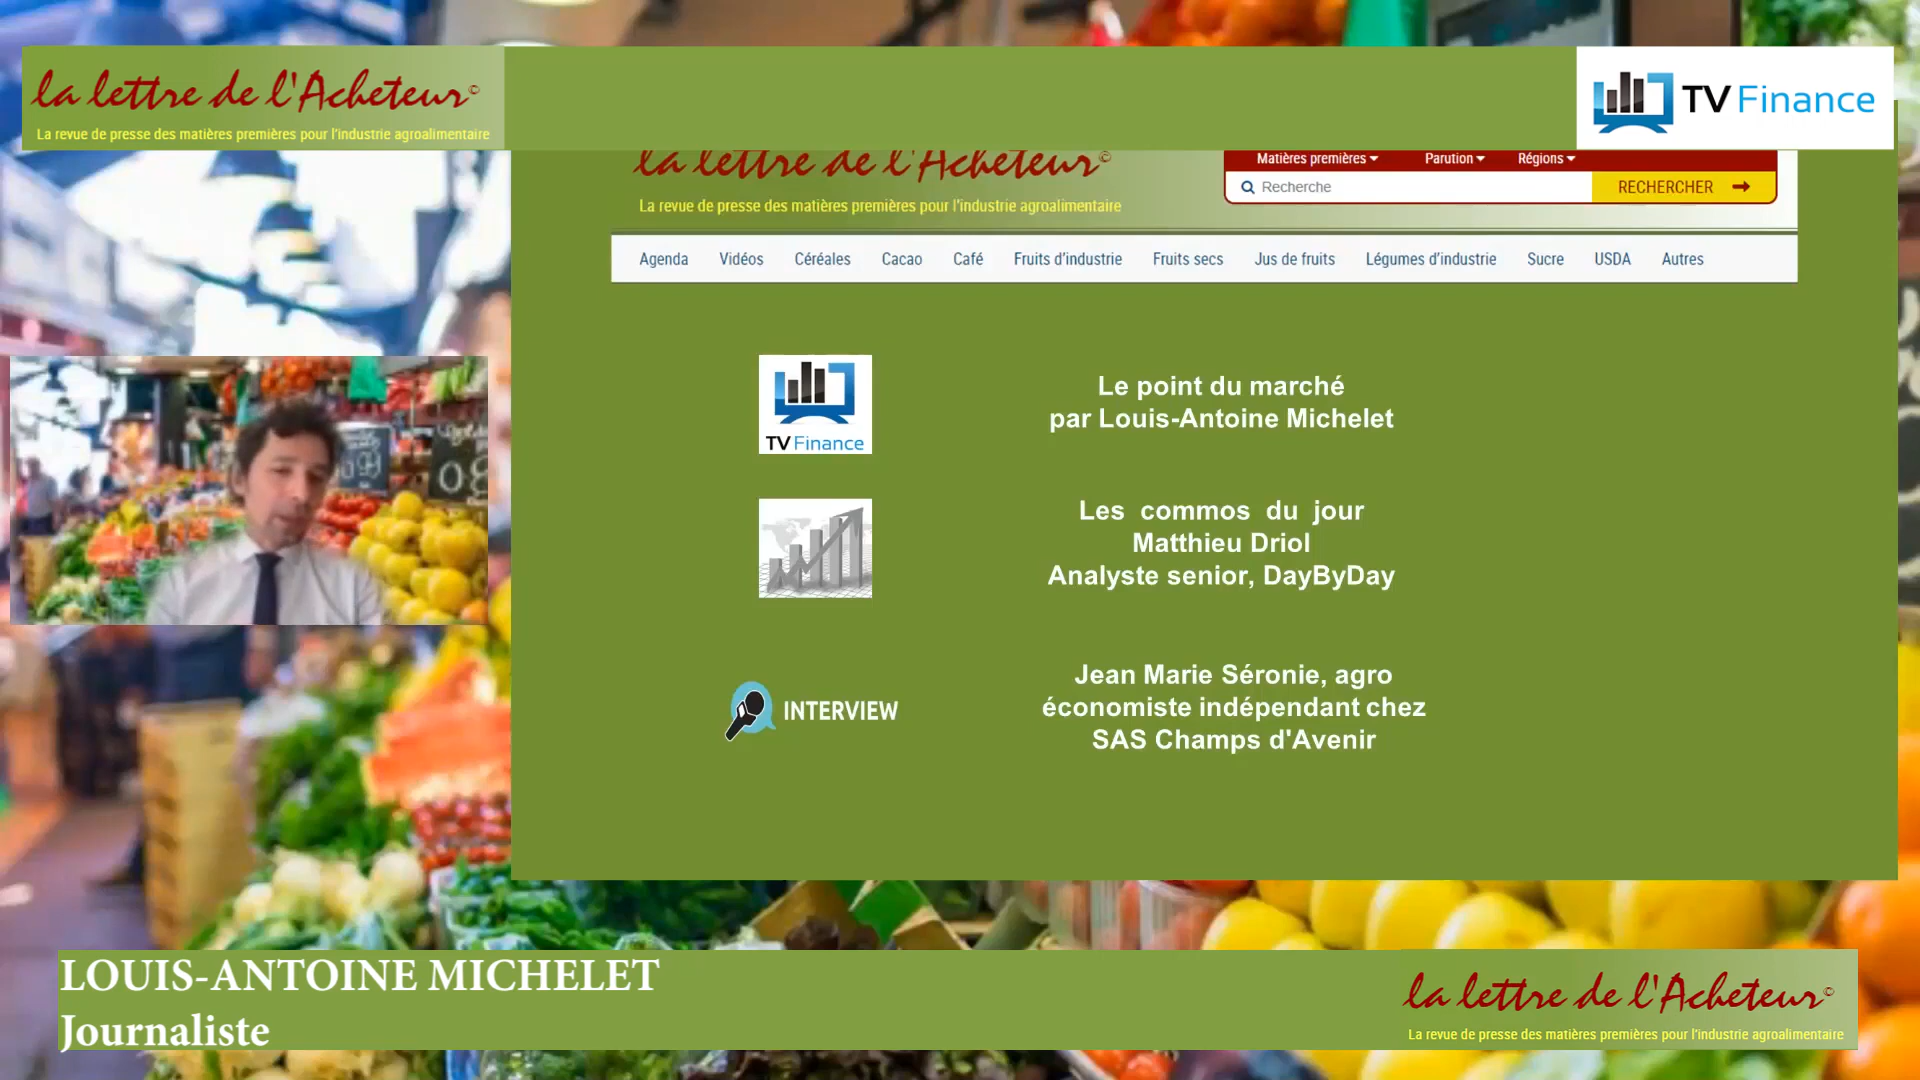 la lettre de l'Acheteur©
La revue de presse des matières premières pour l'industrie agroalimentaire
TV Finance
la lettre de l'Acheteur©
La revue de presse des matières premières pour l'industrie agroalimentaire
Matières premières Parution Régions
Recherche RECHERCHER
Agenda Vidéos Céréales Cacao Café Fruits d'industrie Fruits secs Jus de fruits Légumes d'industrie Sucre USDA Autres
TV Finance
Le point du marché
par Louis-Antoine Michelet
Les commos du jour
Matthieu Driol
Analyste senior, DayByDay
INTERVIEW
Jean Marie Séronie, agro
économiste indépendant chez
SAS Champs d'Avenir
LOUIS-ANTOINE MICHELET
Journaliste
la lettre de l'Acheteur©
La revue de presse des matières premières pour l'industrie agroalimentaire